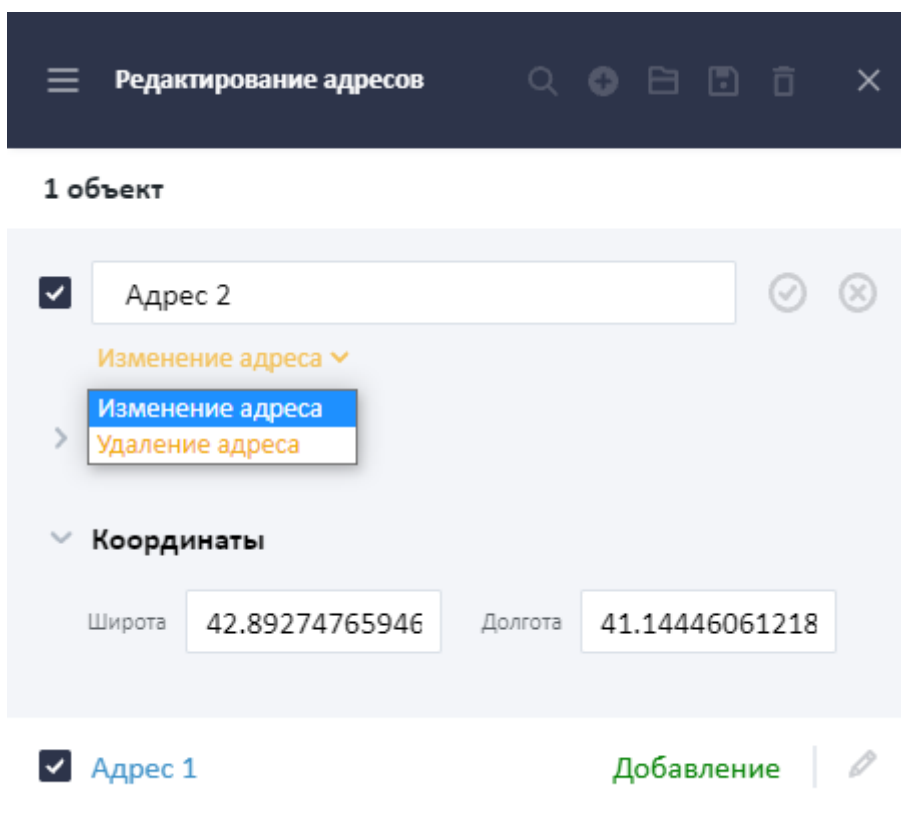 Редактирование адресов
1 объект
Адрес 2
Изменение адреса
Изменение адреса
Удаление адреса
Координаты
Широта 42.89274765946 Долгота 41.14446061218
Адрес 1 Добавление